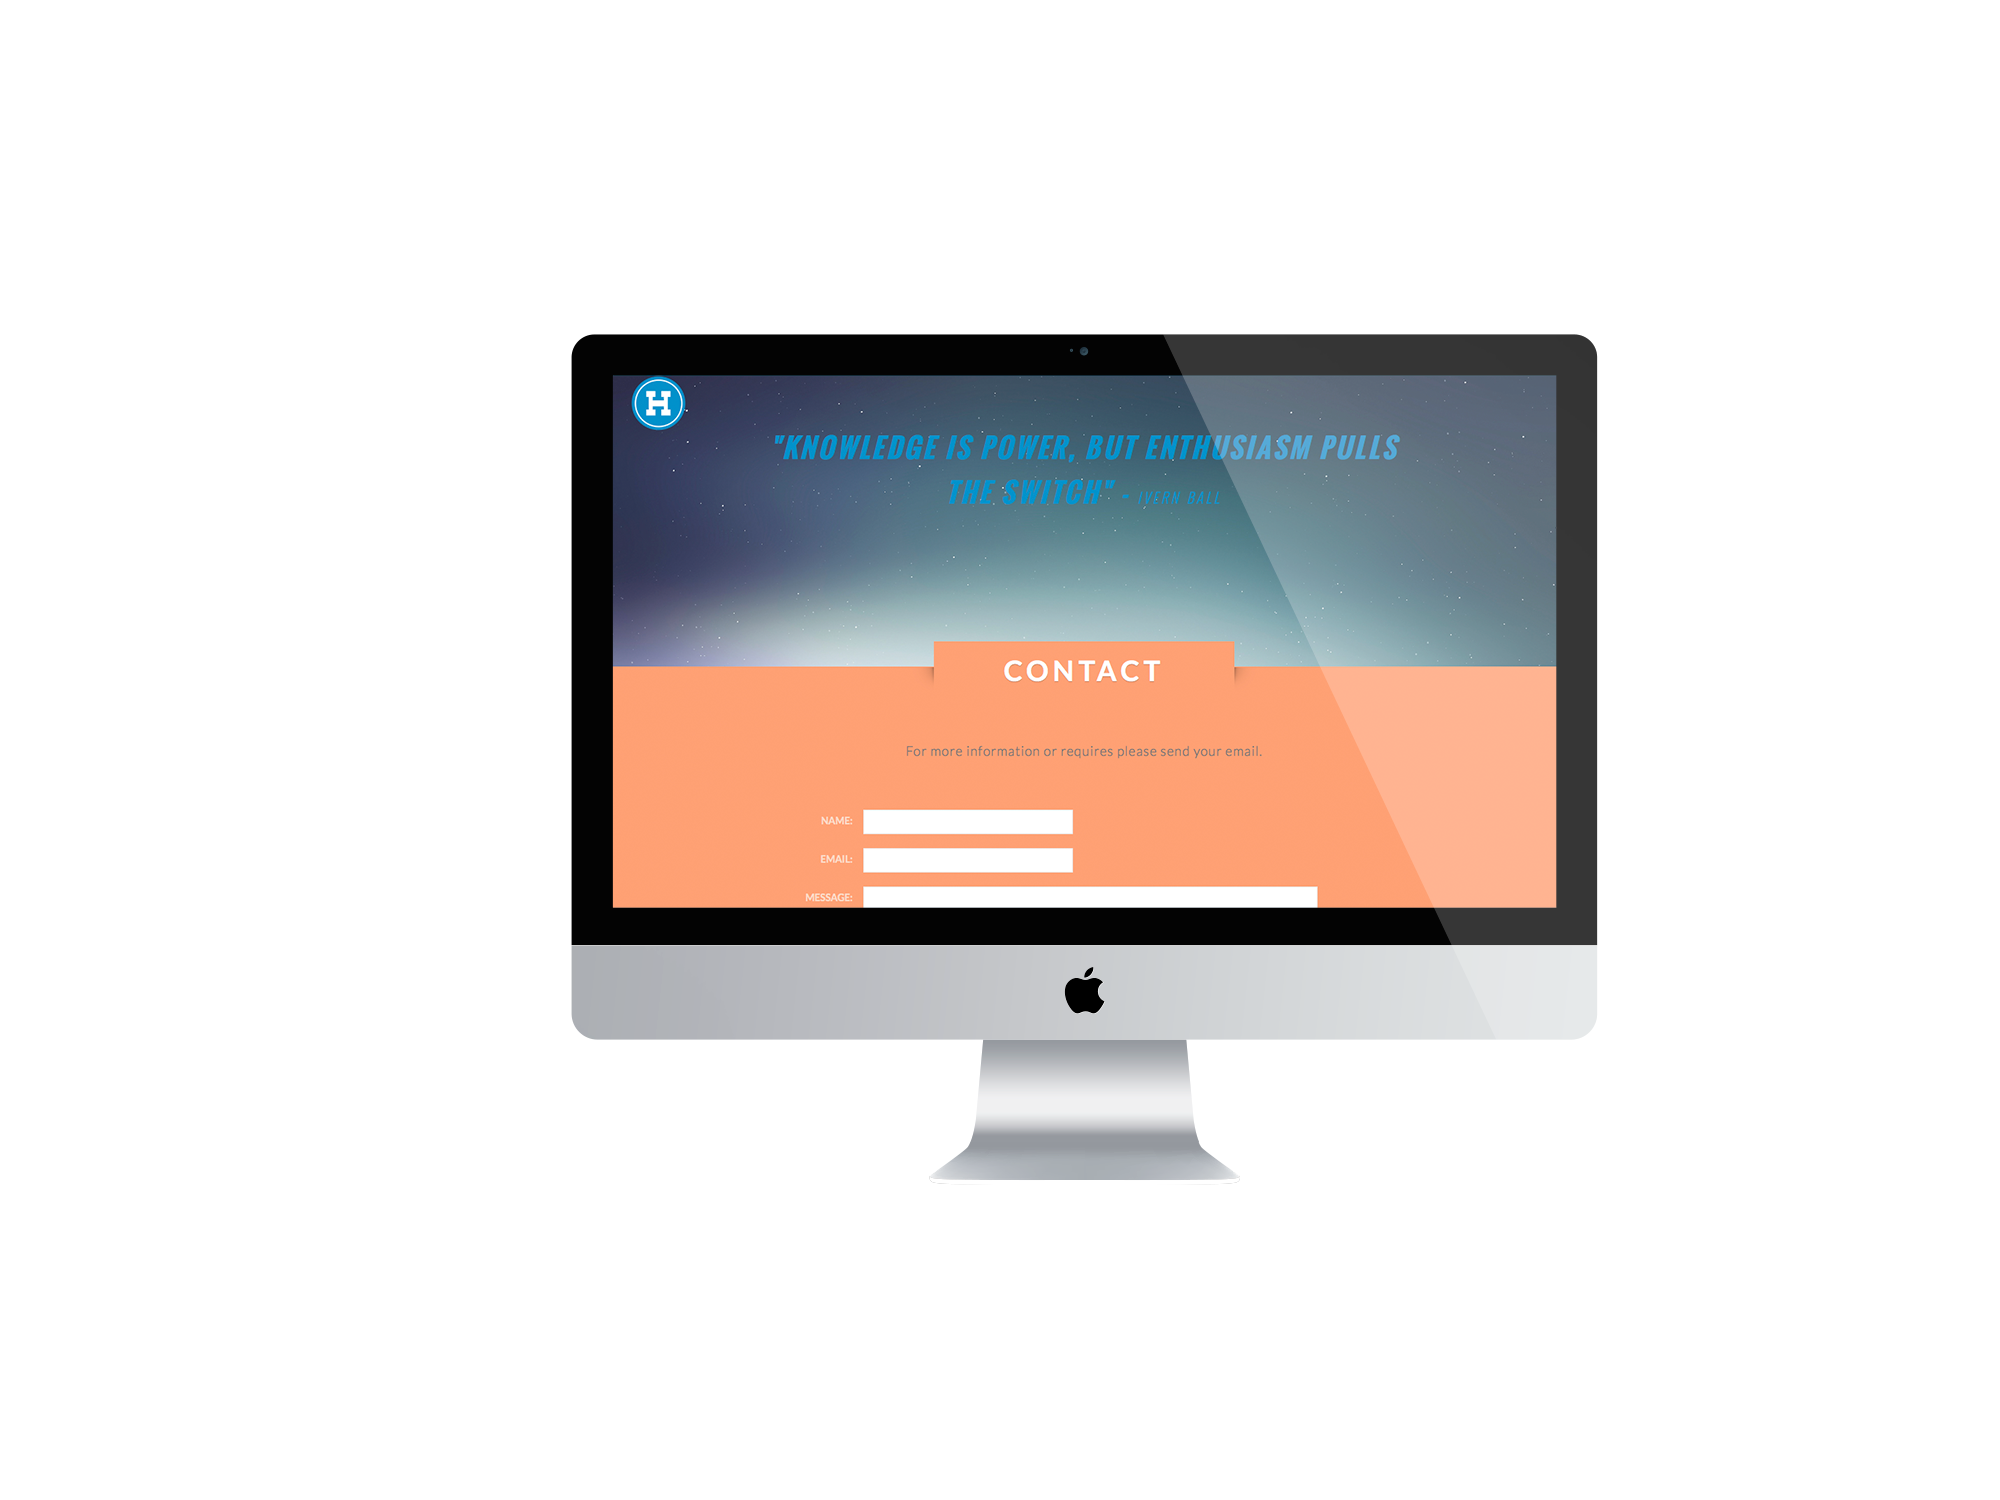 H
"KNOWLEDGE IS POWER, BUT ENTHUSIASM PULLS
THE SWITCH" - IVERN BALL
CONTACT
For more information or requires please send your email.
NAME:
EMAIL:
MESSAGE: